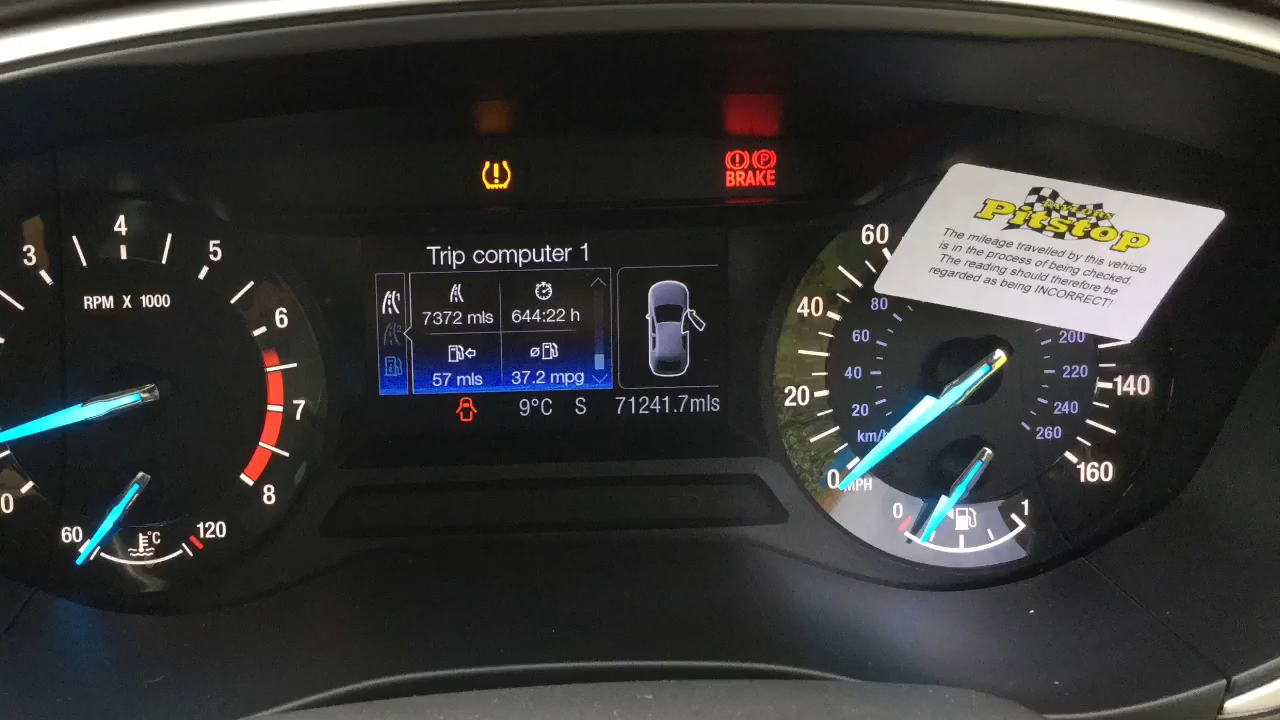 BRAKE
TAYLORS
Pitstop
The mileage travelled by this vehicle
is in the process of being checked.
The reading should therefore be
regarded as being INCORRECT!
0
3
4
5
6
7
8
RPM X 1000
60
120
°C
Trip computer 1
7372 mls
644:22 h
57 mls
37.2 mpg
9°C S 71241.7mls
0
20
40
60
140
160
MPH
km/h
20
40
60
80
200
220
240
260
0
1